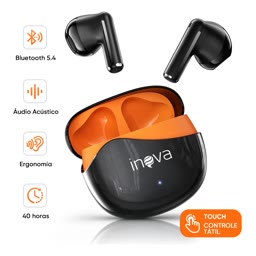 Bluetooth 5.4
Áudio Acústico
Ergonomia
40 horas
inova
TOUCH
CONTROLE
TÁTIL